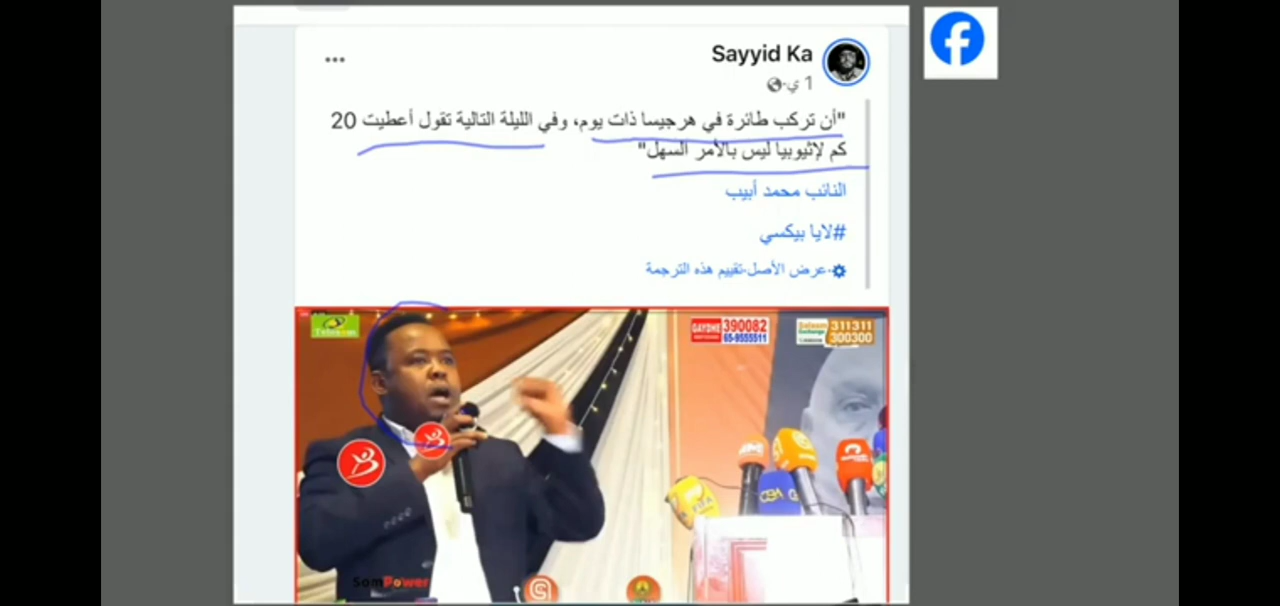 Sayyid Ka
1 ي
"أن تركب طائرة في هرجيسا ذات يوم، وفي الليلة التالية تقول أعطيت 20
كم لإثيوبيا ليس بالأمر السهل"
النائب محمد أبيب
#لايا بيكسي
عرض الأصل-تقييم هذه الترجمة
Telesom
GAYDHE 390082
65-9555511
Salaam Exchange 311311
300300
SomPower